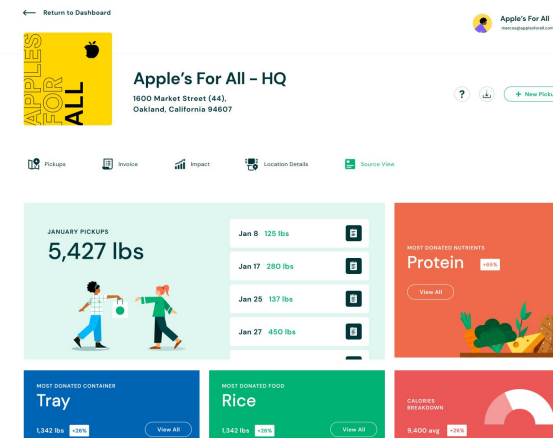 Return to Dashboard
Apple's For All
marcos@applesforall.com
APPLES
FOR
ALL
Apple's For All – HQ
1600 Market Street (44),
Oakland, California 94607
?
+ New Picku
Pickups
Invoice
Impact
Location Details
Source View
JANUARY PICKUPS
5,427 lbs
Jan 8 125 lbs
Jan 17 280 lbs
Jan 25 137 lbs
Jan 27 450 lbs
MOST DONATED NUTRIENTS
Protein +65%
View All
MOST DONATED CONTAINER
Tray
1,342 lbs +26%
View All
MOST DONATED FOOD
Rice
1,342 lbs +26%
View All
CALORIES
BREAKDOWN
9,400 avg +26%